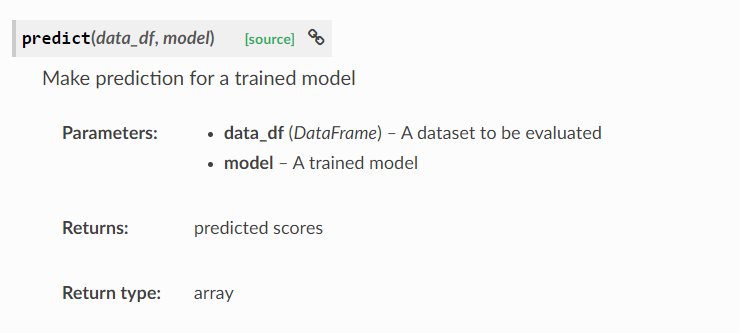 predict(data_df, model) [source]
Make prediction for a trained model
Parameters: • data_df (DataFrame) – A dataset to be evaluated
• model – A trained model
Returns: predicted scores
Return type: array